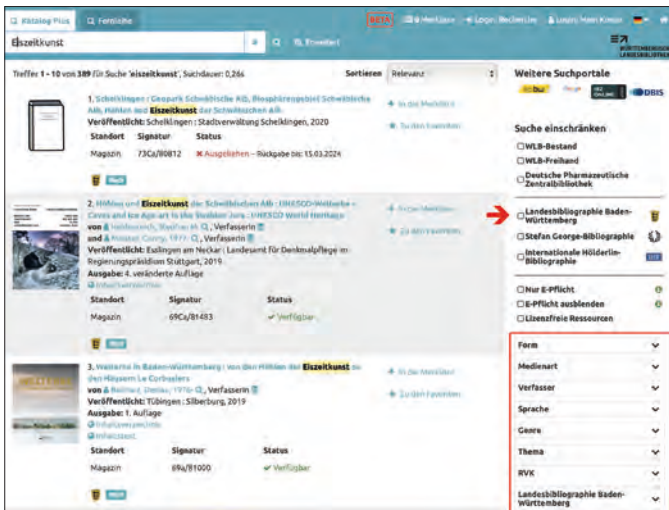 Katalog Plus
Fernleihe
BETA
Eiszeitkunst
Erweitert
WÜRTTEMBERGISCHE
LANDESBIBLIOTHEK
Treffer 1 - 10 von 389 für Suche 'eiszeitkunst', Suchdauer: 0,26s
Sortieren Relevanz
1. Schelklingen : Geopark Schwäbische Alb, Biosphärengebiet Schwäbische
Alb, Höhlen und Eiszeitkunst der Schwäbischen Alb
Veröffentlicht: Schelklingen : Stadtverwaltung Schelklingen, 2020
Standort Signatur Status
Magazin 73Ca/80812 Ausgeliehen – Rückgabe bis: 15.03.2024
Buch
In die Merkliste
Zu den Favoriten
2. Höhlen und Eiszeitkunst der Schwäbischen Alb : UNESCO-Welterbe =
Caves and Ice Age art in the Swabian Jura : UNESCO World Heritage
Verfasserin
Verfasserin
Veröffentlicht: Esslingen am Neckar : Landesamt für Denkmalpflege im
Regierungspräsidium Stuttgart, 2019
Ausgabe: 4. veränderte Auflage
Inhaltsverzeichnis
Standort Signatur Status
Magazin 69Ca/81483 Verfügbar
Buch
In die Merkliste
Zu den Favoriten
3. Welterbe in Baden-Württemberg : von den Höhlen der Eiszeitkunst zu
den Häusern Le Corbusiers
Verfasserin
Veröffentlicht: Tübingen : Silberburg, 2019
Ausgabe: 1. Auflage
Inhaltsverzeichnis
Inhaltstext
Standort Signatur Status
Magazin 69a/81000 Verfügbar
Buch
In die Merkliste
Zu den Favoriten
Weitere Suchportale
DBIS
Suche einschränken
WLB-Bestand
WLB-Freihand
Deutsche Pharmazeutische
Zentralbibliothek
Landesbibliographie Baden-
Württemberg
Stefan George-Bibliographie
Internationale Hölderlin-
Bibliographie
Nur E-Pflicht
E-Pflicht ausblenden
Lizenzfreie Ressourcen
Form
Medienart
Verfasser
Sprache
Genre
Thema
RVK
Landesbibliographie Baden-
Württemberg